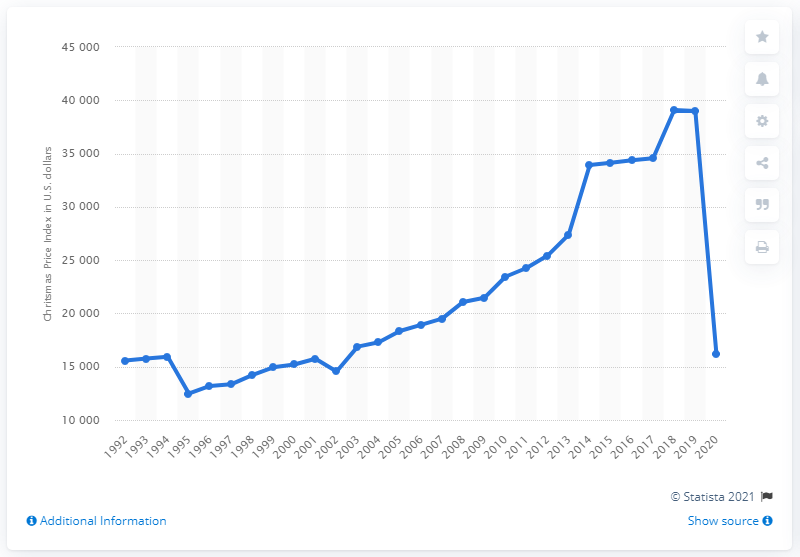 45 000
40 000
35 000
30 000
25 000
20 000
15 000
10 000
Chritsmas Price Index in U.S. dollars
1992 1993 1994 1995 1996 1997 1998 1999 2000 2001 2002 2003 2004 2005 2006 2007 2008 2009 2010 2011 2012 2013 2014 2015 2016 2017 2018 2019 2020
© Statista 2021
Additional Information
Show source